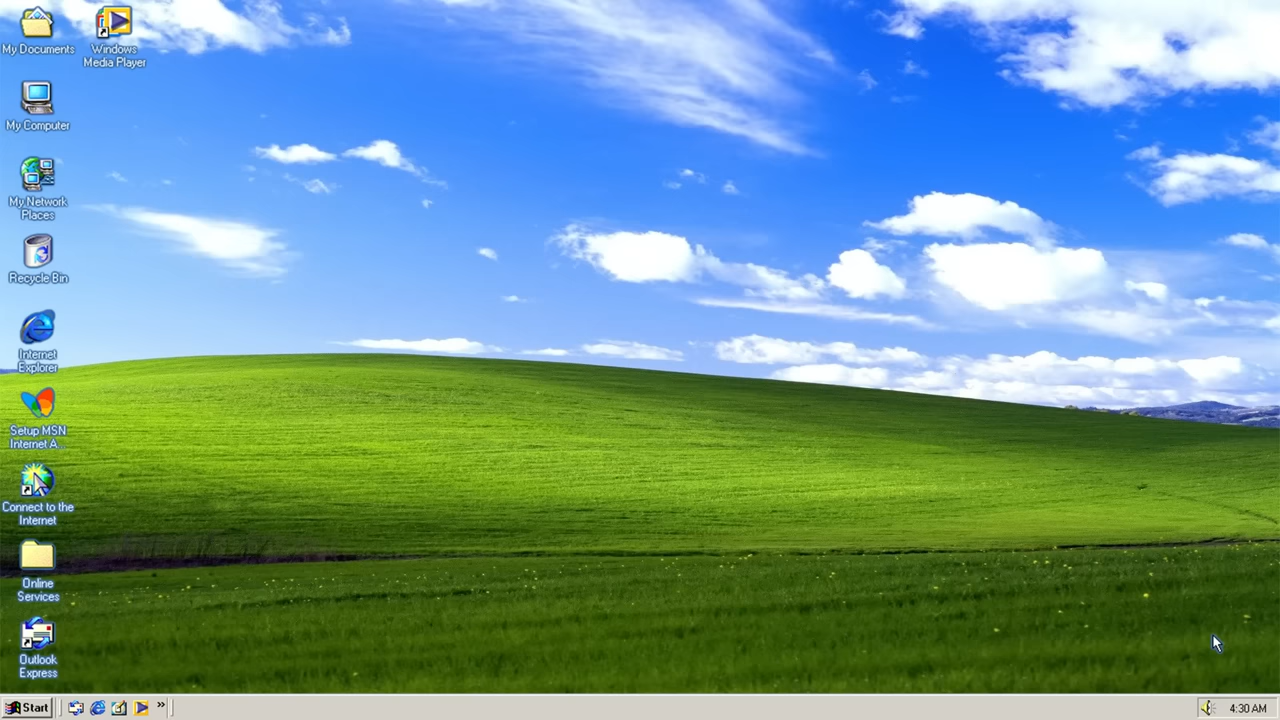 My Documents
Windows
Media Player
My Computer
My Network
Places
Recycle Bin
Internet
Explorer
Setup MSN
Internet A...
Connect to the
Internet
Online
Services
Outlook
Express
Start
»
4:30 AM